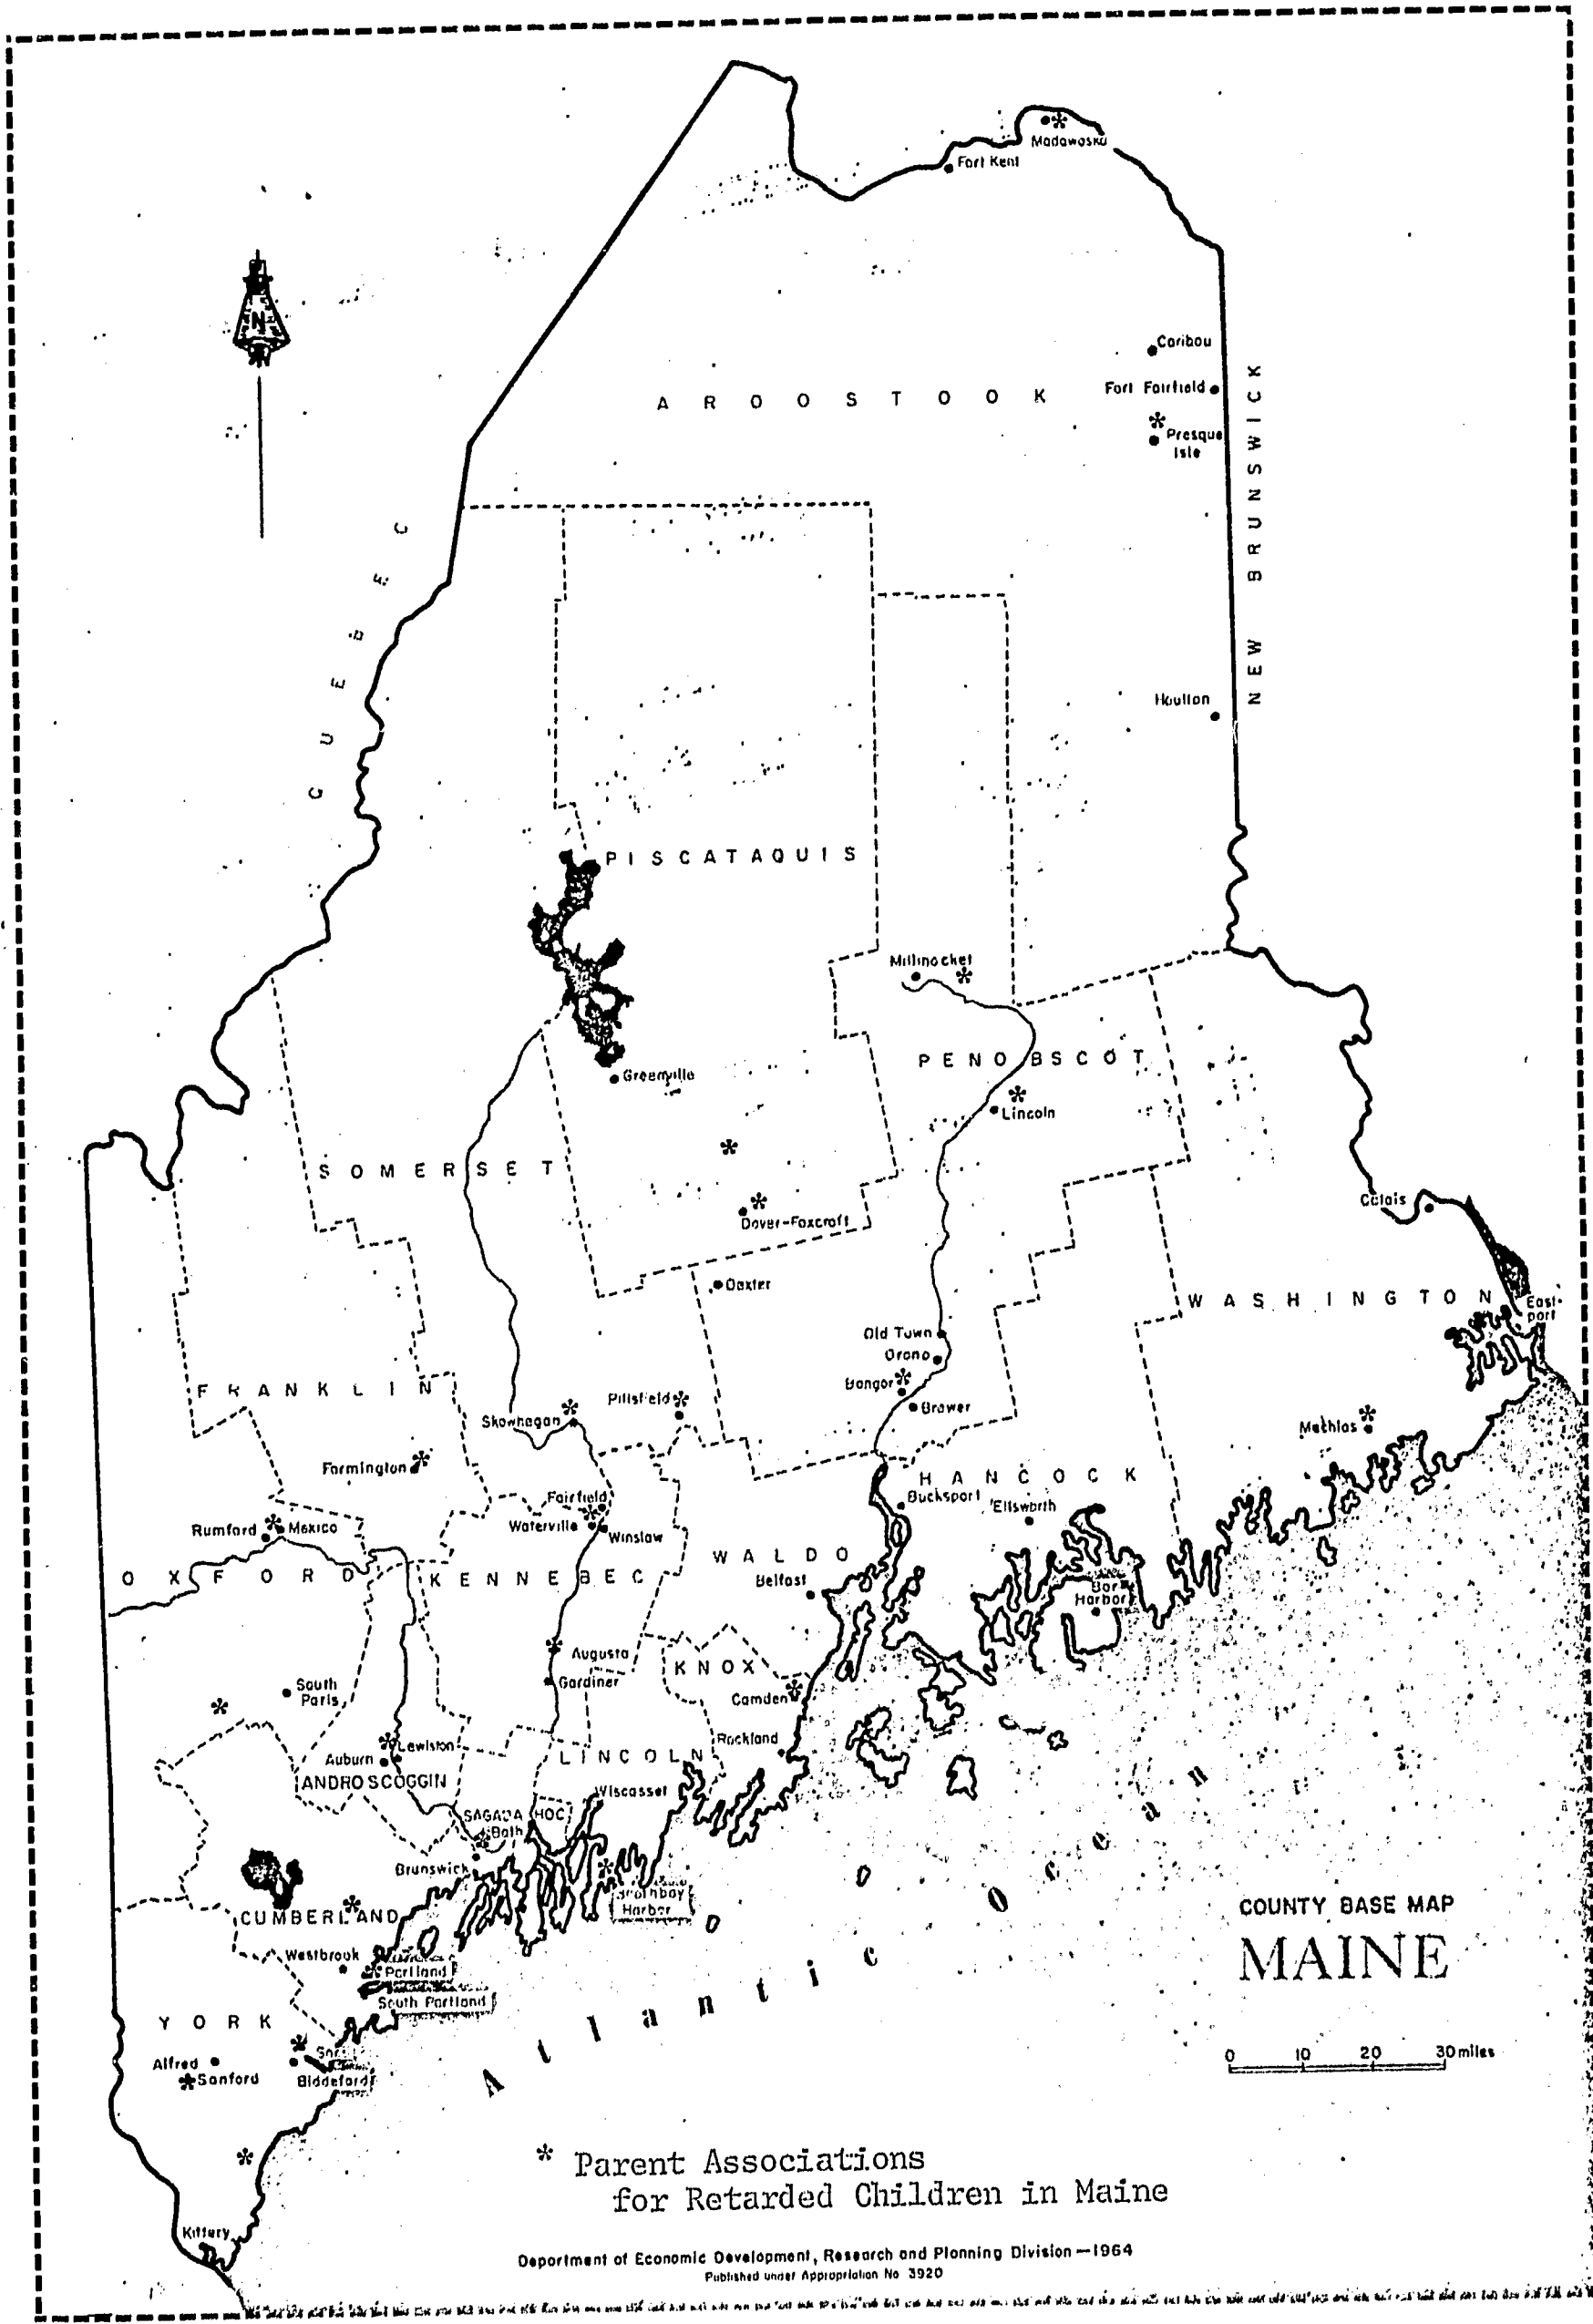 N
Madawaska
Fort Kent
Caribou
AROOSTOOK
Fort Fairfield
Presque
Isle
NEW BRUNSWICK
QUEBEC
Houlton
PISCATAQUIS
Millinocket
PENOBSCOT
Greenville
Lincoln
SOMERSET
Calais
Dover-Foxcroft
Dexter
WASHINGTON
East-
port
Old Town
Orono
FRANKLIN
Bangor
Pittsfield
Brewer
Skowhegan
Machias
Farmington
HANCOCK
Bucksport
Ellsworth
Fairfield
Rumford
Mexico
Waterville
Winslow
WALDO
OXFORD
KENNEBEC
Belfast
Bar
Harbor
Augusta
KNOX
Gardiner
South
Paris
Camden
Rockland
Lewiston
Auburn
LINCOLN
ANDROSCOGGIN
Wiscasset
SAGADAHOC
Bath
Brunswick
Boothbay
Harbor
CUMBERLAND
Westbrook
Portland
South Portland
Atlantic Ocean
COUNTY BASE MAP
MAINE
YORK
Alfred
Sanford
Biddeford
0 10 20 30 miles
* Parent Associations
for Retarded Children in Maine
Kittery
Department of Economic Development, Research and Planning Division—1964
Published under Appropriation No 3920